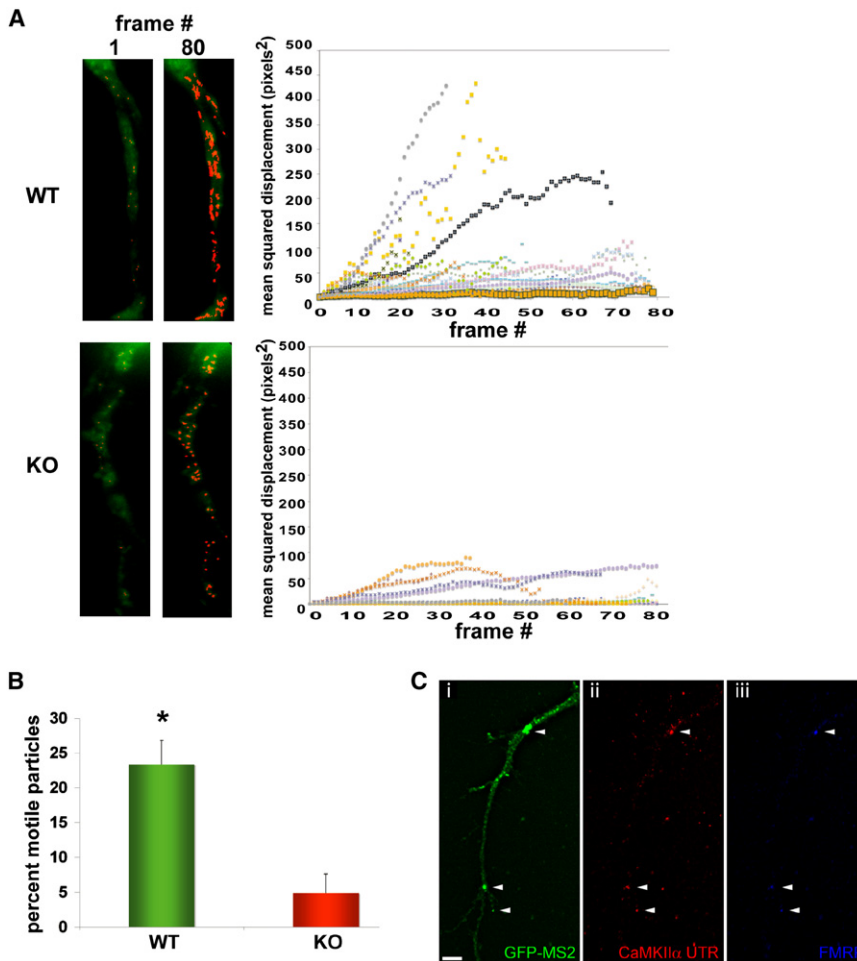 A
frame #
1 80
WT
mean squared displacement (pixels²)
500
450
400
350
300
250
200
150
100
50
0
0 10 20 30 40 50 60 70 80
frame #
KO
mean squared displacement (pixels²)
500
450
400
350
300
250
200
150
100
50
0
0 10 20 30 40 50 60 70 80
frame #
B
percent motile particles
30
25
20
15
10
5
0
*
WT KO
C
i ii iii
GFP-MS2 CaMKIIα UTR